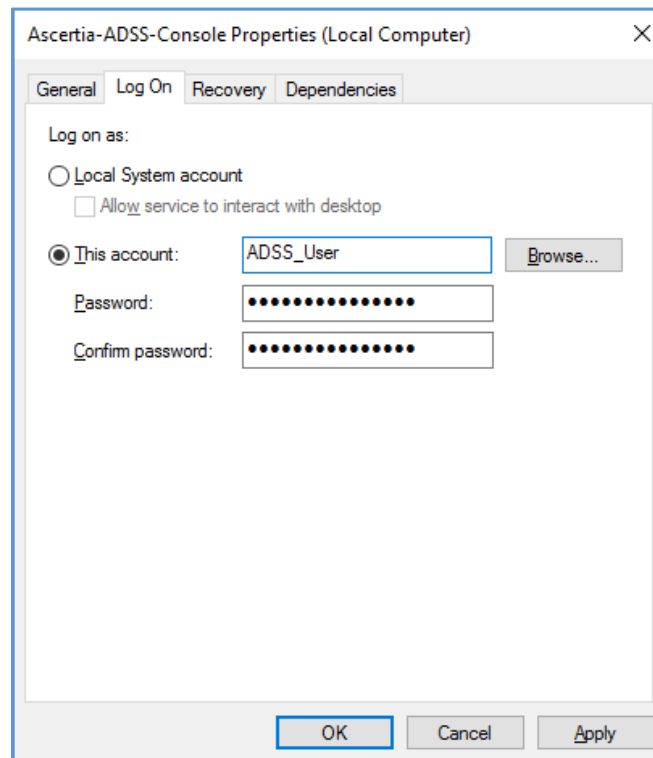 Ascertia-ADSS-Console Properties (Local Computer)
General Log On Recovery Dependencies
Log on as:
Local System account
Allow service to interact with desktop
This account: ADSS_User Browse...
Password: ●●●●●●●●●●●●●●●
Confirm password: ●●●●●●●●●●●●●●●
OK Cancel Apply